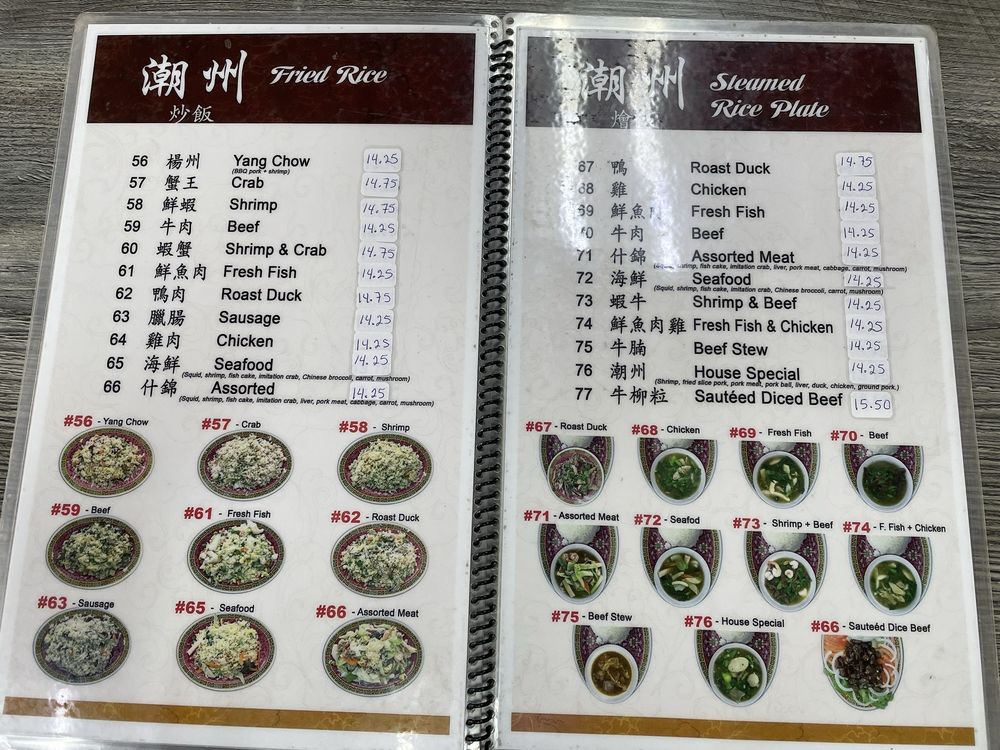 潮州 Fried Rice
炒飯
56 楊州 Yang Chow 14.25
(BBQ pork + shrimp)
57 蟹王 Crab 14.75
58 鮮蝦 Shrimp 14.75
59 牛肉 Beef 14.25
60 蝦蟹 Shrimp & Crab 14.75
61 鮮魚肉 Fresh Fish 14.25
62 鴨肉 Roast Duck 14.75
63 臘腸 Sausage 14.25
64 雞肉 Chicken 14.25
65 海鮮 Seafood 14.25
(Squid, shrimp, fish cake, imitation crab, Chinese broccoli, carrot, mushroom)
66 什錦 Assorted 14.25
(Squid, shrimp, fish cake, imitation crab, liver, pork meat, cabbage, carrot, mushroom)
#56 - Yang Chow #57 - Crab #58 - Shrimp
#59 - Beef #61 - Fresh Fish #62 - Roast Duck
#63 - Sausage #65 - Seafood #66 - Assorted Meat
潮州 Steamed
Rice Plate
燴
67 鴨 Roast Duck 14.75
68 雞 Chicken 14.25
69 鮮魚 Fresh Fish 14.25
70 牛肉 Beef 14.25
71 什錦 Assorted Meat 14.25
shrimp, fish cake, imitation crab, liver, pork meat, cabbage, carrot, mushroom)
72 海鮮 Seafood 14.25
(Squid, shrimp, fish cake, imitation crab, Chinese broccoli, carrot, mushroom)
73 蝦牛 Shrimp & Beef 14.25
74 鮮魚肉雞 Fresh Fish & Chicken 14.25
75 牛腩 Beef Stew 14.25
76 潮州 House Special 14.25
(Shrimp, fried slice pork, pork meat, pork ball, liver, duck, chicken, ground pork.)
77 牛柳粒 Sautéed Diced Beef 15.50
#67 - Roast Duck #68 - Chicken #69 - Fresh Fish #70 - Beef
#71 - Assorted Meat #72 - Seafod #73 - Shrimp + Beef #74 - F. Fish + Chicken
#75 - Beef Stew #76 - House Special #66 - Sauteéd Dice Beef